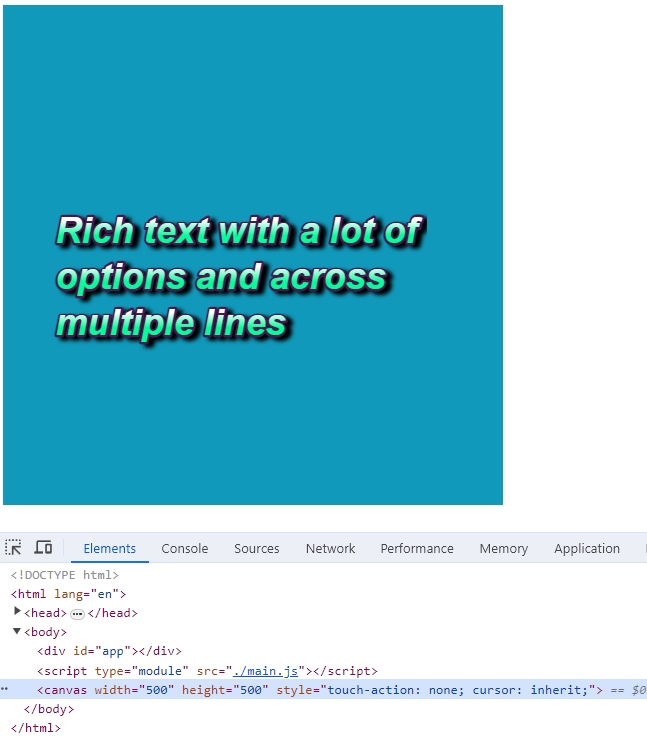 Rich text with a lot of
options and across
multiple lines
Elements Console Sources Network Performance Memory Application
<!DOCTYPE html>
<html lang="en">
<head> ••• </head>
<body>
<div id="app"></div>
<script type="module" src="./main.js"></script>
<canvas width="500" height="500" style="touch-action: none; cursor: inherit;"> == $0
</body>
</html>